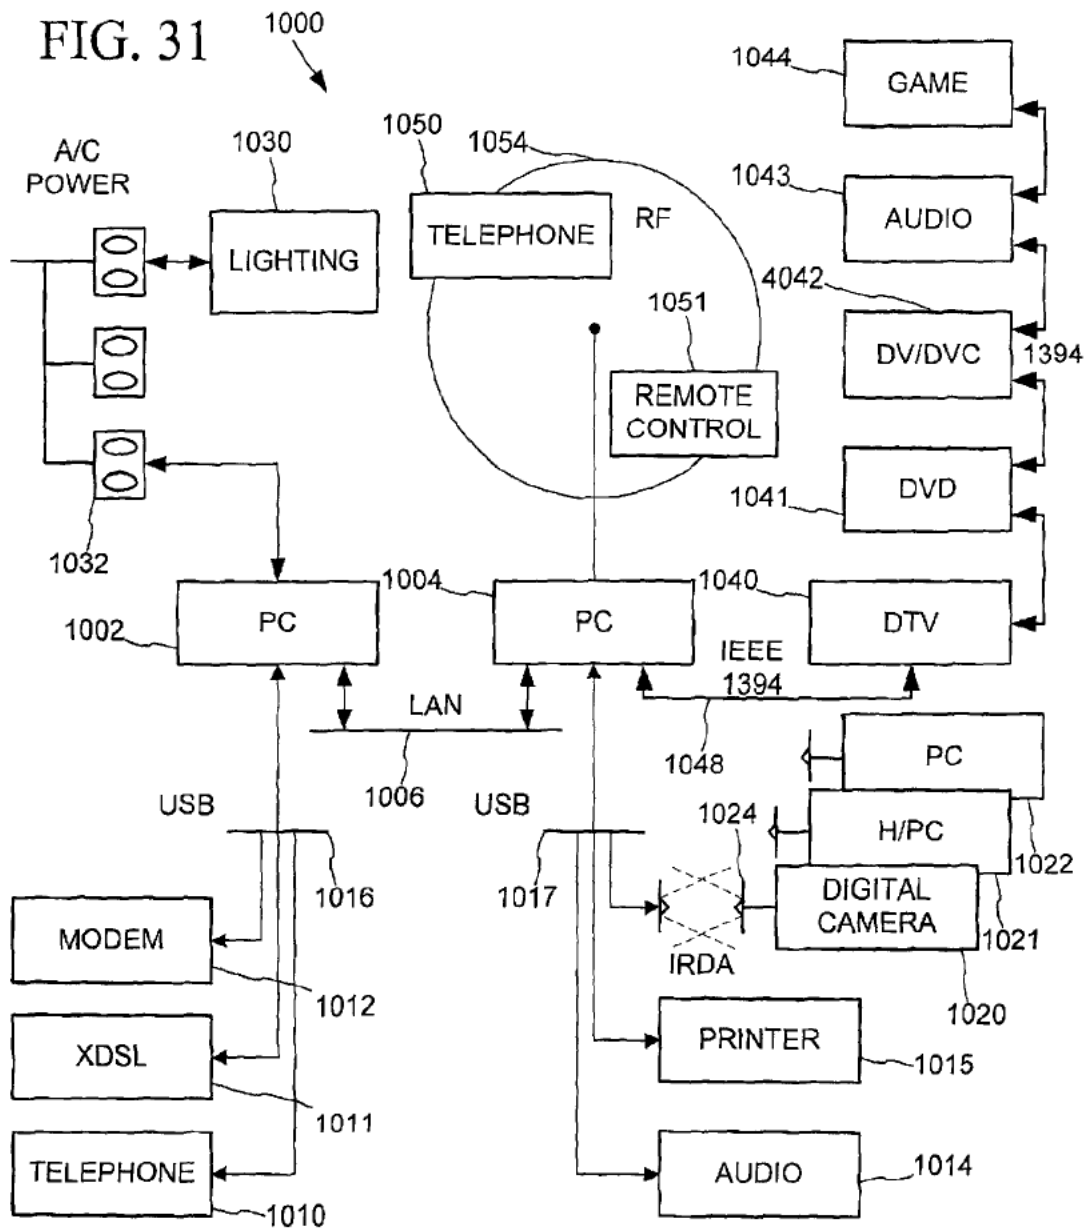 FIG. 31
1000
A/C
POWER
1030
LIGHTING
1032
1050
1054
TELEPHONE
RF
1051
REMOTE
CONTROL
1044
GAME
1043
AUDIO
4042
DV/DVC
1394
1041
DVD
1002
PC
1004
PC
1040
DTV
IEEE
1394
1048
LAN
1006
USB
1016
MODEM
1012
XDSL
1011
TELEPHONE
1010
USB
1017
1024
IRDA
PC
1022
H/PC
1021
DIGITAL
CAMERA
1020
PRINTER
1015
AUDIO
1014